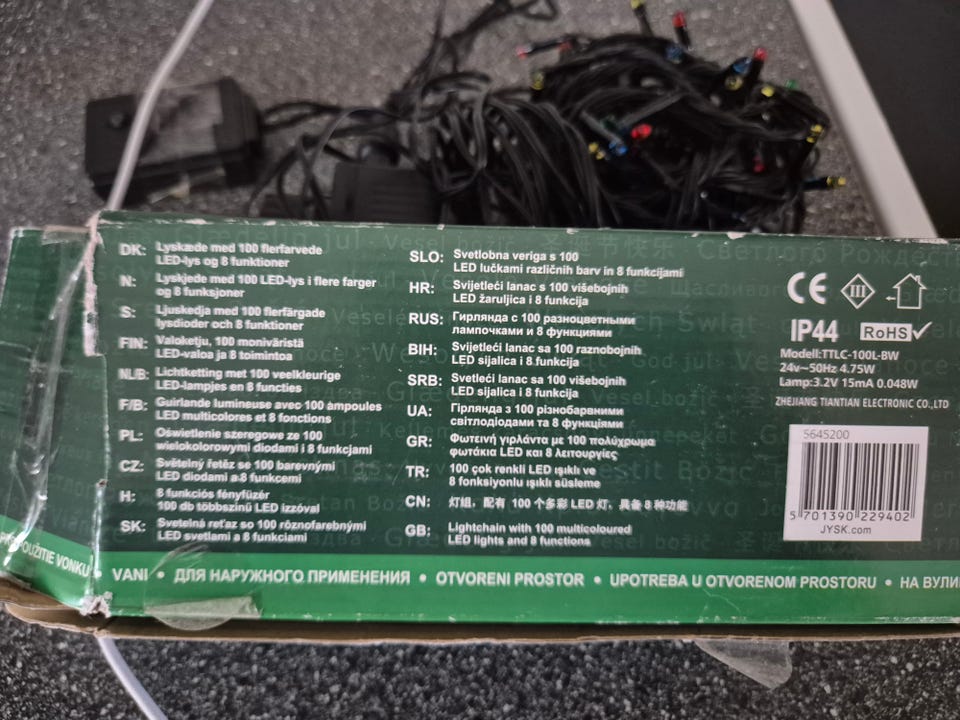 DK: Lyskæde med 100 flerfarvede
LED-lys og 8 funktioner
N: Lyskjede med 100 LED-lys i flere farger
og 8 funksjoner
S: Ljuskedja med 100 flerfärgade
lysdioder och 8 funktioner
FIN: Valoketju, 100 moniväristä
LED-valoa ja 8 toimintoa
NL/B: Lichtketting met 100 veelkleurige
LED-lampjes en 8 functies
F/B: Guirlande lumineuse avec 100 ampoules
LED multicolores et 8 fonctions
PL: Oświetlenie szeregowe ze 100
wielokolorowymi diodami i 8 funkcjami
CZ: Světelný řetěz se 100 barevnými
LED diodami a 8 funkcemi
H: 8 funkciós fényfüzér
100 db többszínű LED izzóval
SK: Svetelná reťaz so 100 rôznofarebnými
LED svetlami a 8 funkciami
SLO: Svetlobna veriga s 100
LED lučkami različnih barv in 8 funkcijami
HR: Svijetleći lanac s 100 višebojnih
LED žaruljica i 8 funkcija
RUS: Гирлянда с 100 разноцветными
лампочками и 8 функциями
BIH: Svijetleći lanac sa 100 raznobojnih
LED sijalica i 8 funkcija
SRB: Svetleći lanac sa 100 višebojnih
LED sijalica i 8 funkcija
UA: Гірлянда з 100 різнобарвними
світлодіодами та 8 функціями
GR: Φωτεινή γιρλάντα με 100 πολύχρωμα
φωτάκια LED και 8 λειτουργίες
TR: 100 çok renkli LED ışıklı ve
8 fonksiyonlu ışıklı süsleme
CN: 灯组，配有 100 个多彩 LED 灯，具备 8 种功能
GB: Lightchain with 100 multicoloured
LED lights and 8 functions
CE III
IP44 RoHS
Model:TTLC-100L-BW
24v~50Hz 4.75W
Lamp:3.2V 15mA 0.048W
ZHEJIANG TIANTIAN ELECTRONIC CO.,LTD
5645200
5 701390 229402
JYSK.com
POUŽITIE VONKU • VANI • ДЛЯ НАРУЖНОГО ПРИМЕНЕНИЯ • OTVORENI PROSTOR • UPOTREBA U OTVORENOM PROSTORU • НА ВУЛИ